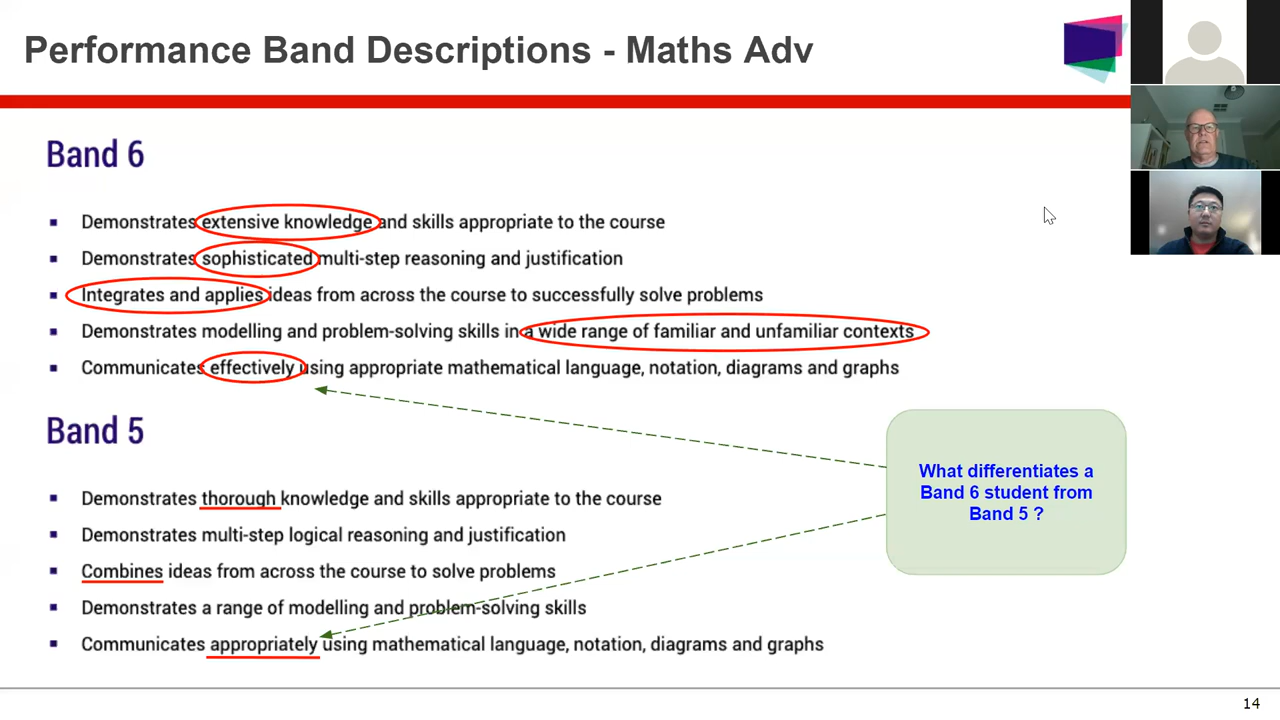 Performance Band Descriptions - Maths Adv
Band 6
Demonstrates extensive knowledge and skills appropriate to the course
Demonstrates sophisticated multi-step reasoning and justification
Integrates and applies ideas from across the course to successfully solve problems
Demonstrates modelling and problem-solving skills in a wide range of familiar and unfamiliar contexts
Communicates effectively using appropriate mathematical language, notation, diagrams and graphs
Band 5
Demonstrates thorough knowledge and skills appropriate to the course
Demonstrates multi-step logical reasoning and justification
Combines ideas from across the course to solve problems
Demonstrates a range of modelling and problem-solving skills
Communicates appropriately using mathematical language, notation, diagrams and graphs
What differentiates a
Band 6 student from
Band 5 ?
14